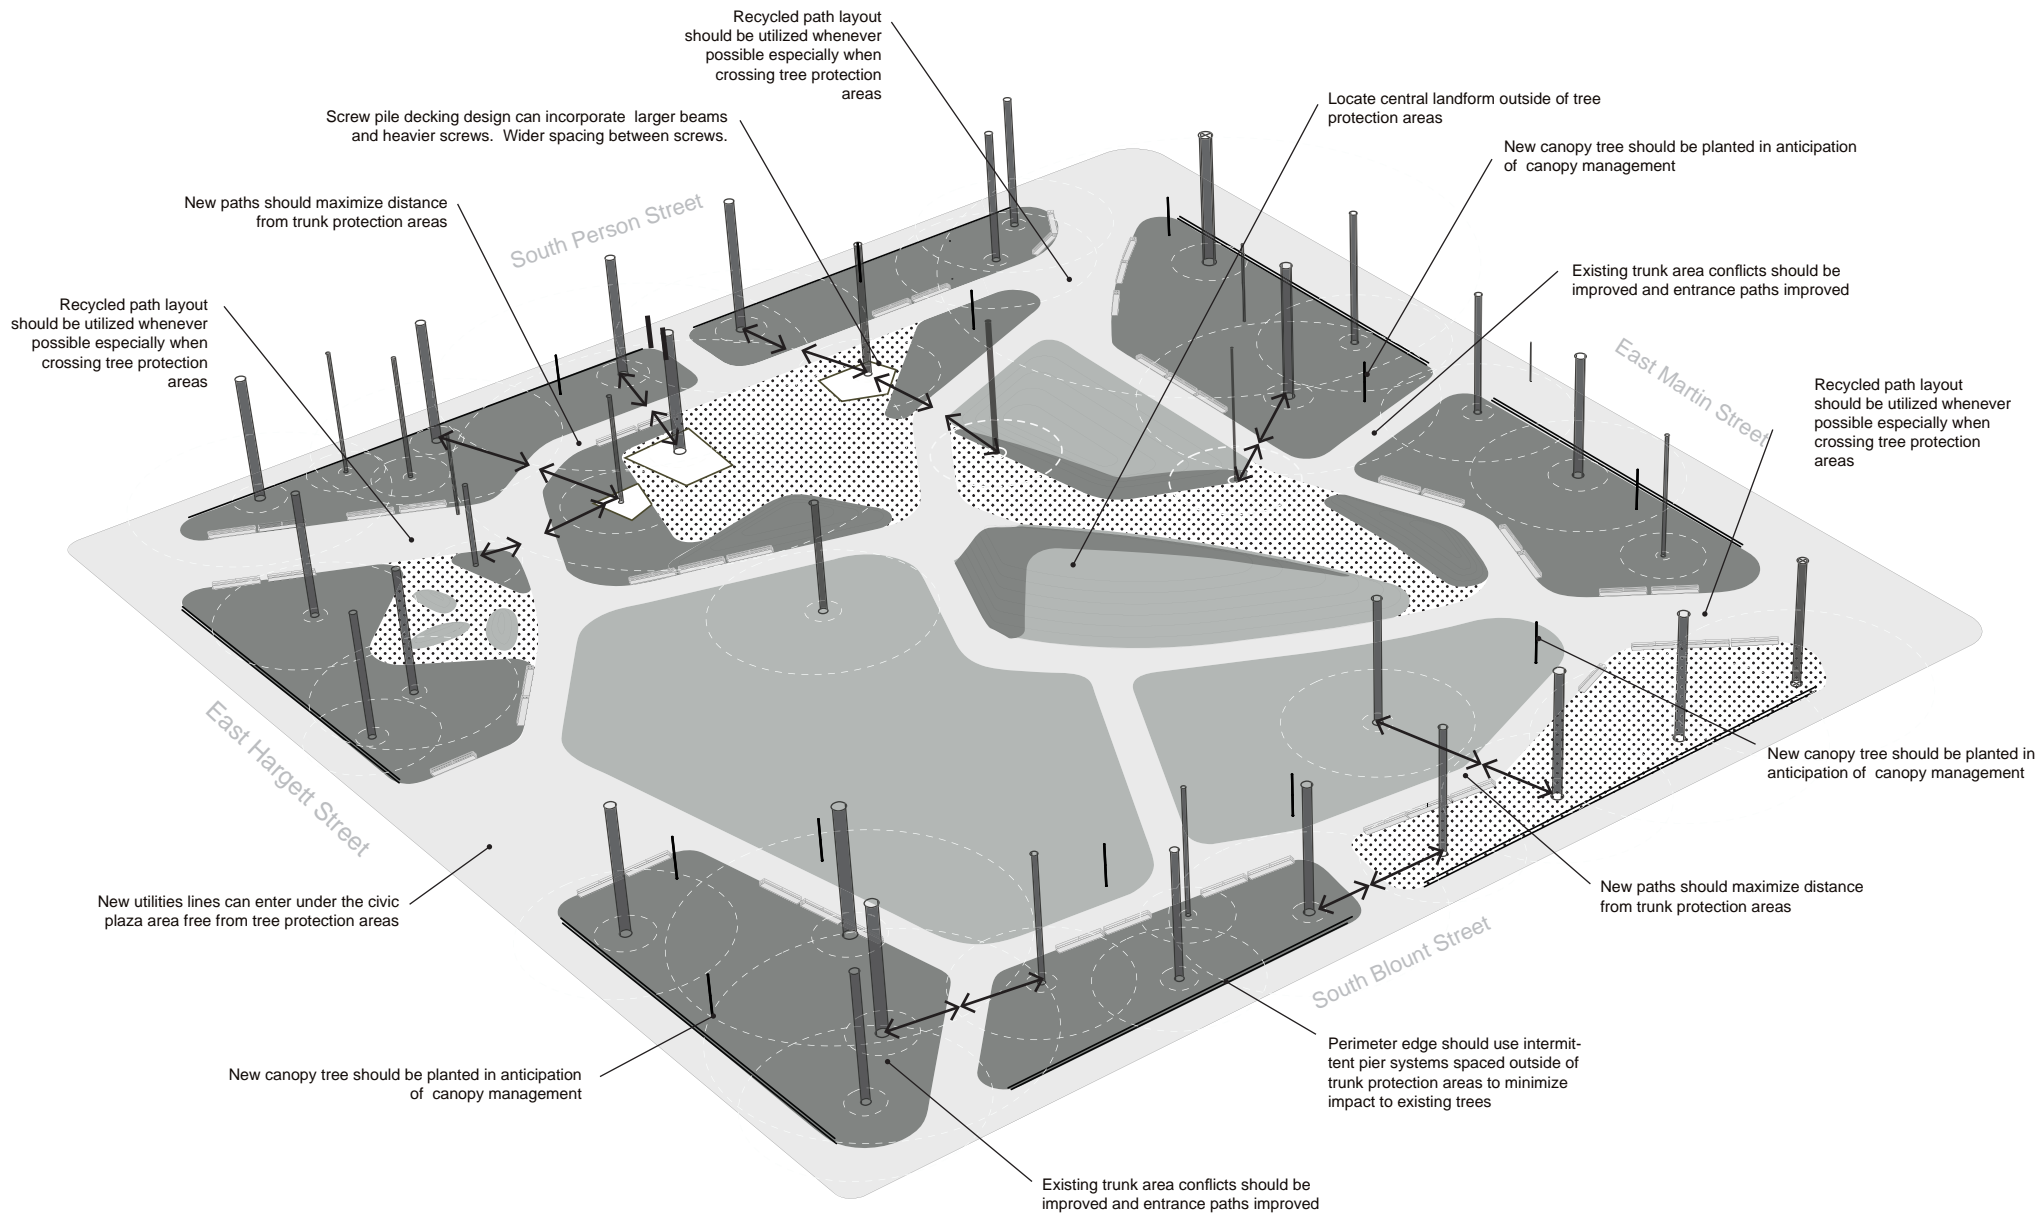 Recycled path layout
should be utilized whenever
possible especially when
crossing tree protection
areas
Screw pile decking design can incorporate  larger beams
and heavier screws.  Wider spacing between screws.
Locate central landform outside of tree
protection areas
New canopy tree should be planted in anticipation
of  canopy management
New paths should maximize distance
from trunk protection areas
South Person Street
Existing trunk area conflicts should be
improved and entrance paths improved
Recycled path layout
should be utilized whenever
possible especially when
crossing tree protection
areas
East Martin Street
Recycled path layout
should be utilized whenever
possible especially when
crossing tree protection
areas
East Hargett Street
New canopy tree should be planted in
anticipation of  canopy management
New utilities lines can enter under the civic
plaza area free from tree protection areas
New paths should maximize distance
from trunk protection areas
South Blount Street
New canopy tree should be planted in anticipation
of  canopy management
Perimeter edge should use intermit-
tent pier systems spaced outside of
trunk protection areas to minimize
impact to existing trees
Existing trunk area conflicts should be
improved and entrance paths improved